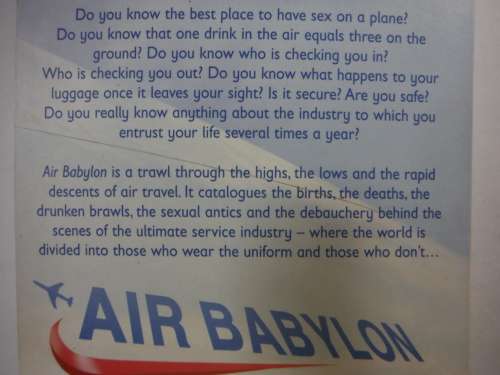 Do you know the best place to have sex on a plane?
Do you know that one drink in the air equals three on the
ground? Do you know who is checking you in?
Who is checking you out? Do you know what happens to your
luggage once it leaves your sight? Is it secure? Are you safe?
Do you really know anything about the industry to which you
entrust your life several times a year?
Air Babylon is a trawl through the highs, the lows and the rapid
descents of air travel. It catalogues the births, the deaths, the
drunken brawls, the sexual antics and the debauchery behind the
scenes of the ultimate service industry – where the world is
divided into those who wear the uniform and those who don't...
AIR BABYLON